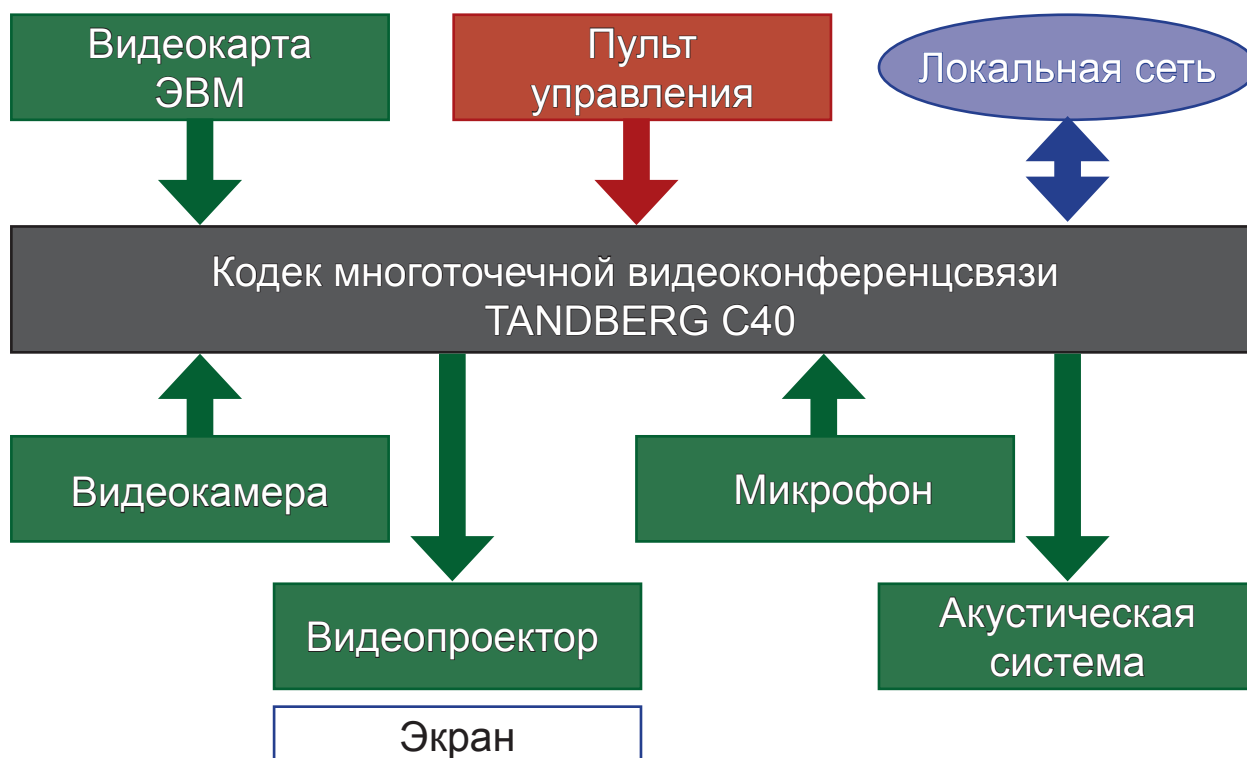 Видеокарта
ЭВМ
Пульт
управления
Локальная сеть
Кодек многоточечной видеоконференцсвязи
TANDBERG C40
Видеокамера
Микрофон
Видеопроектор
Акустическая
система
Экран